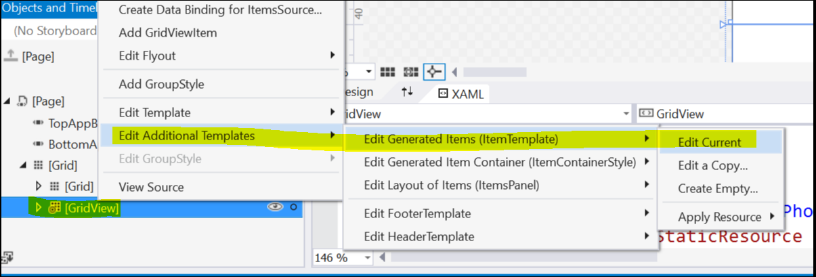 Objects and Timel
(No Storyboard
[Page]
[Page]
TopAppB
BottomA
[Grid]
[Grid]
[GridView]
Create Data Binding for ItemsSource...
Add GridViewItem
Edit Flyout
Add GroupStyle
Edit Template
Edit Additional Templates
Edit GroupStyle
View Source
40
%
esign
XAML
idView
GridView
Edit Generated Items (ItemTemplate)
Edit Generated Item Container (ItemContainerStyle)
Edit Layout of Items (ItemsPanel)
Edit FooterTemplate
Edit HeaderTemplate
Edit Current
Edit a Copy...
Create Empty...
Apply Resource
Pho
StaticResource
146 %